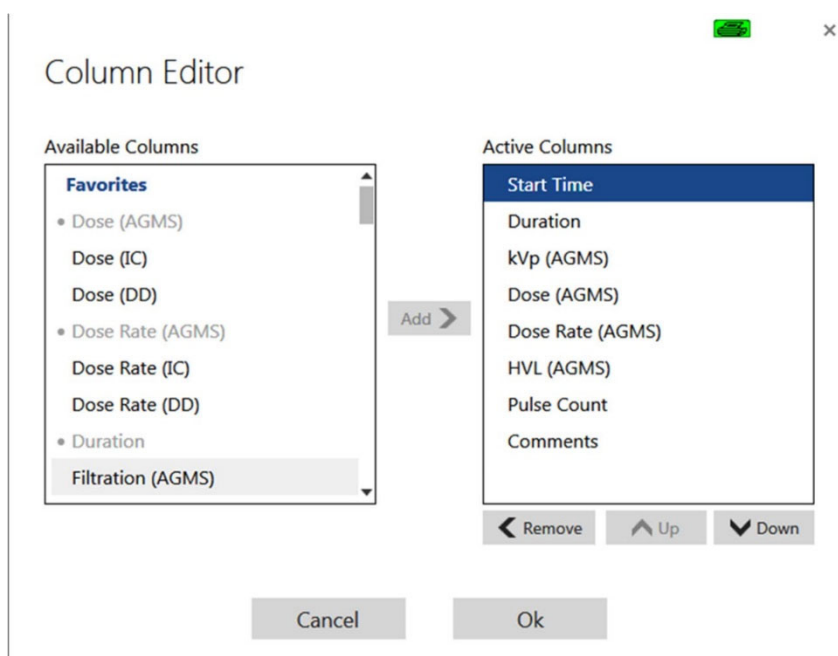 Column Editor
Available Columns
Favorites
• Dose (AGMS)
Dose (IC)
Dose (DD)
• Dose Rate (AGMS)
Dose Rate (IC)
Dose Rate (DD)
• Duration
Filtration (AGMS)
Add
Active Columns
Start Time
Duration
kVp (AGMS)
Dose (AGMS)
Dose Rate (AGMS)
HVL (AGMS)
Pulse Count
Comments
Remove
Up
Down
Cancel
Ok